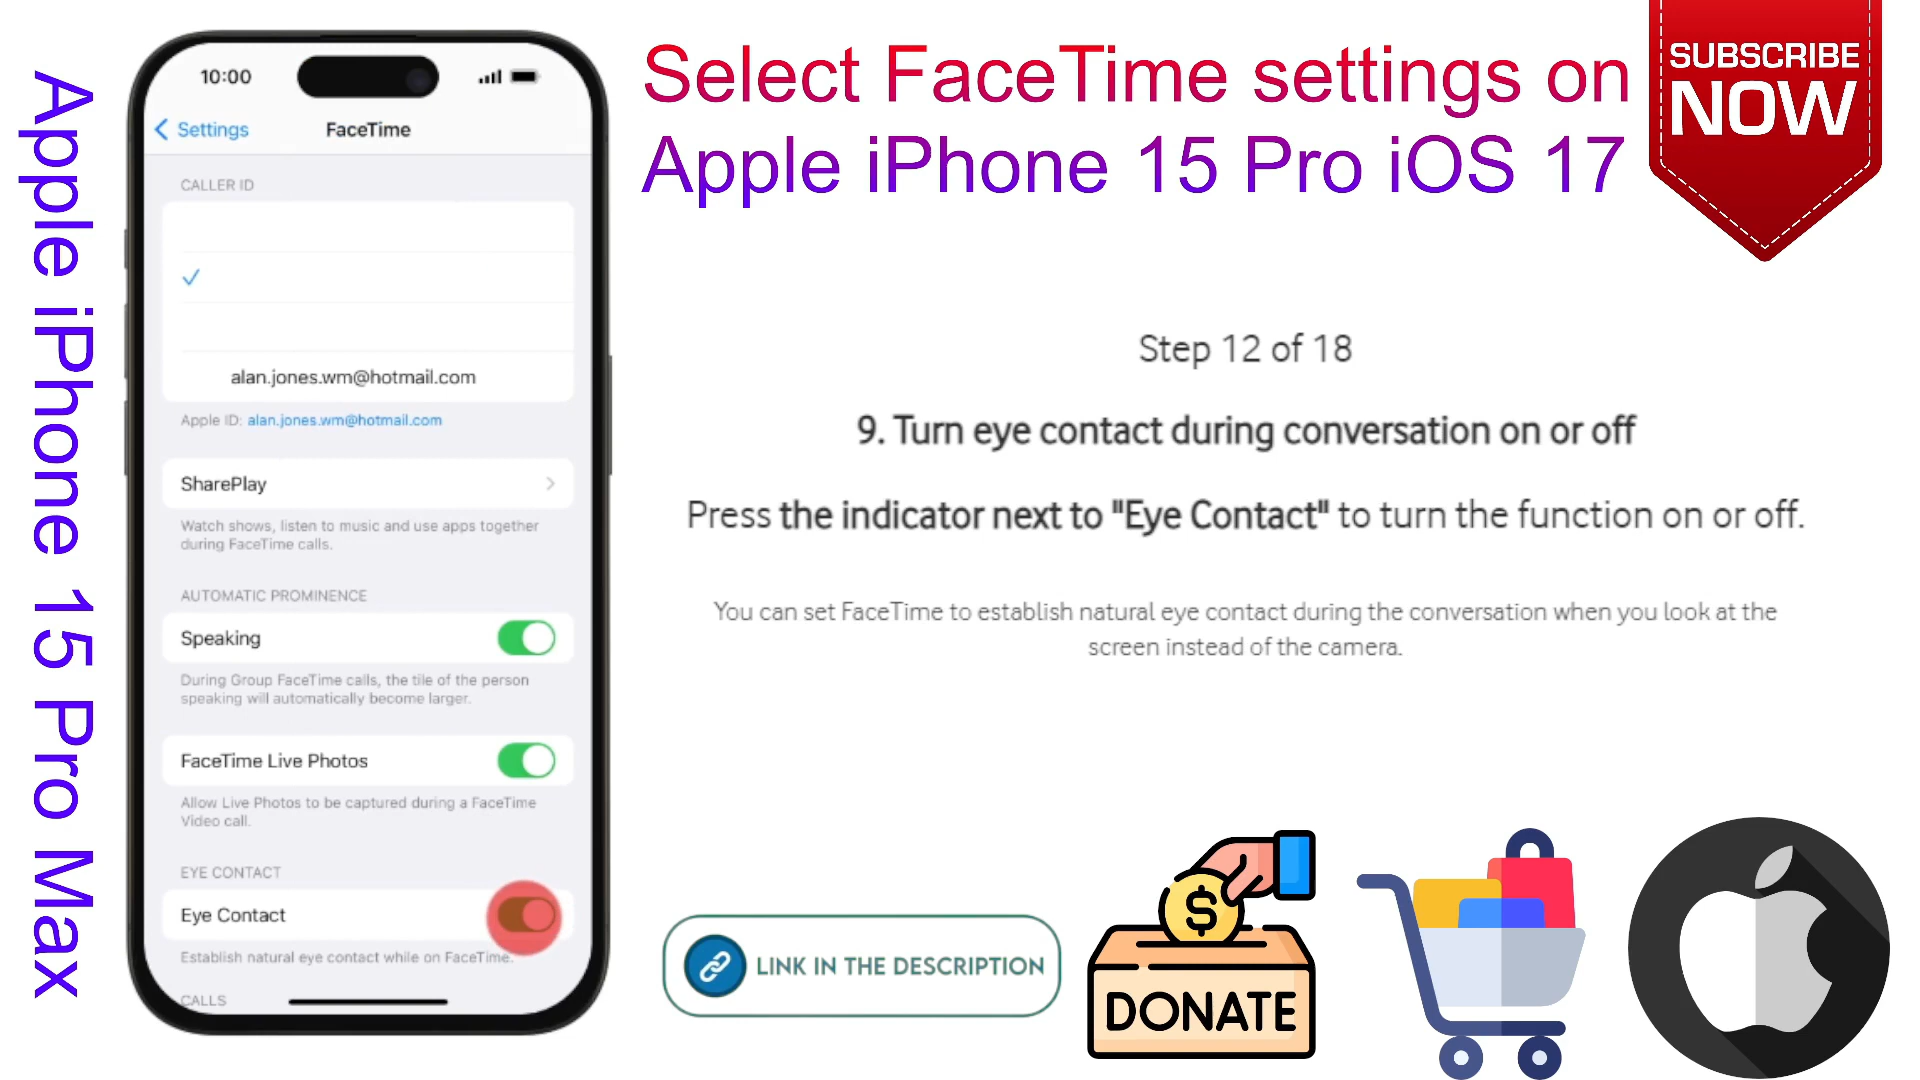 Apple iPhone 15 Pro Max
10:00
Settings
FaceTime
CALLER ID
alan.jones.wm@hotmail.com
Apple ID: alan.jones.wm@hotmail.com
SharePlay
Watch shows, listen to music and use apps together
during FaceTime calls.
AUTOMATIC PROMINENCE
Speaking
During Group FaceTime calls, the tile of the person
speaking will automatically become larger.
FaceTime Live Photos
Allow Live Photos to be captured during a FaceTime
Video call.
EYE CONTACT
Eye Contact
Establish natural eye contact while on FaceTime.
CALLS
Select FaceTime settings on
Apple iPhone 15 Pro iOS 17
SUBSCRIBE
NOW
Step 12 of 18
9. Turn eye contact during conversation on or off
Press the indicator next to "Eye Contact" to turn the function on or off.
You can set FaceTime to establish natural eye contact during the conversation when you look at the
screen instead of the camera.
LINK IN THE DESCRIPTION
$
DONATE